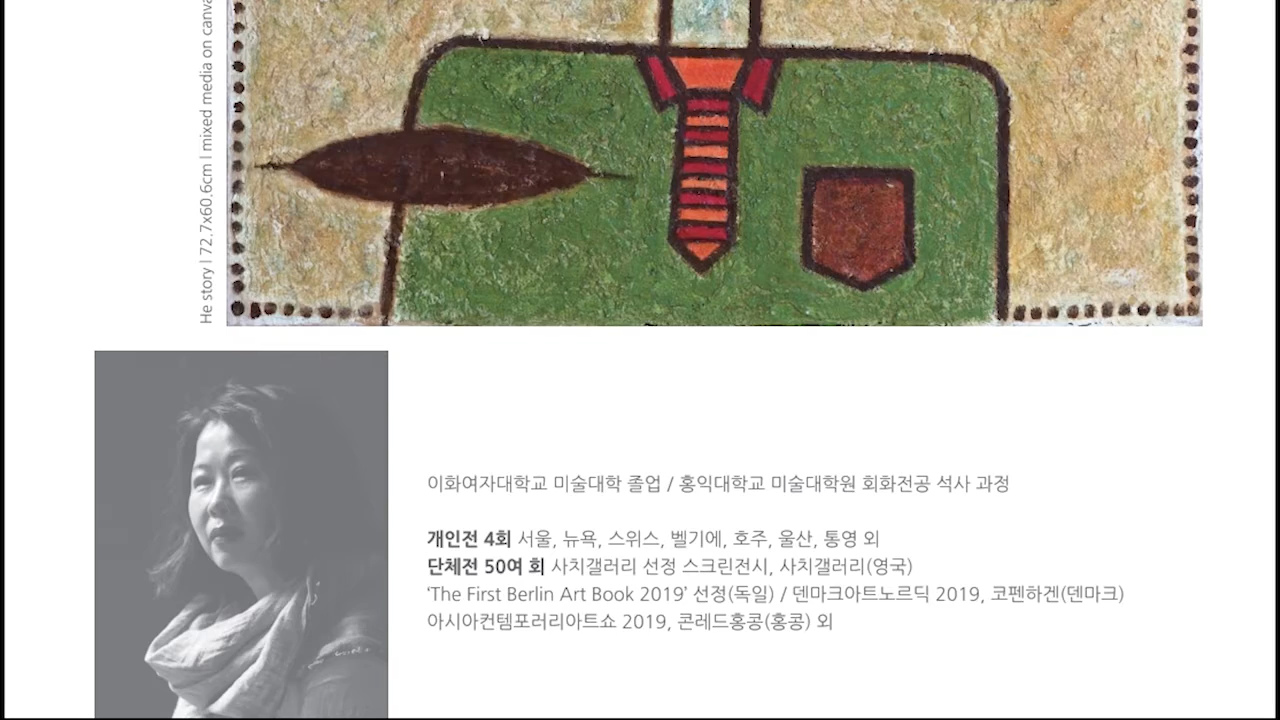 He story | 72.7x60.6cm | mixed media on canva
이화여자대학교 미술대학 졸업 / 홍익대학교 미술대학원 회화전공 석사 과정
개인전 4회 서울, 뉴욕, 스위스, 벨기에, 호주, 울산, 통영 외
단체전 50여 회 사치갤러리 선정 스크린전시, 사치갤러리(영국)
‘The First Berlin Art Book 2019’ 선정(독일) / 덴마크아트노르딕 2019, 코펜하겐(덴마크)
아시아컨템포러리아트쇼 2019, 콘레드홍콩(홍콩) 외